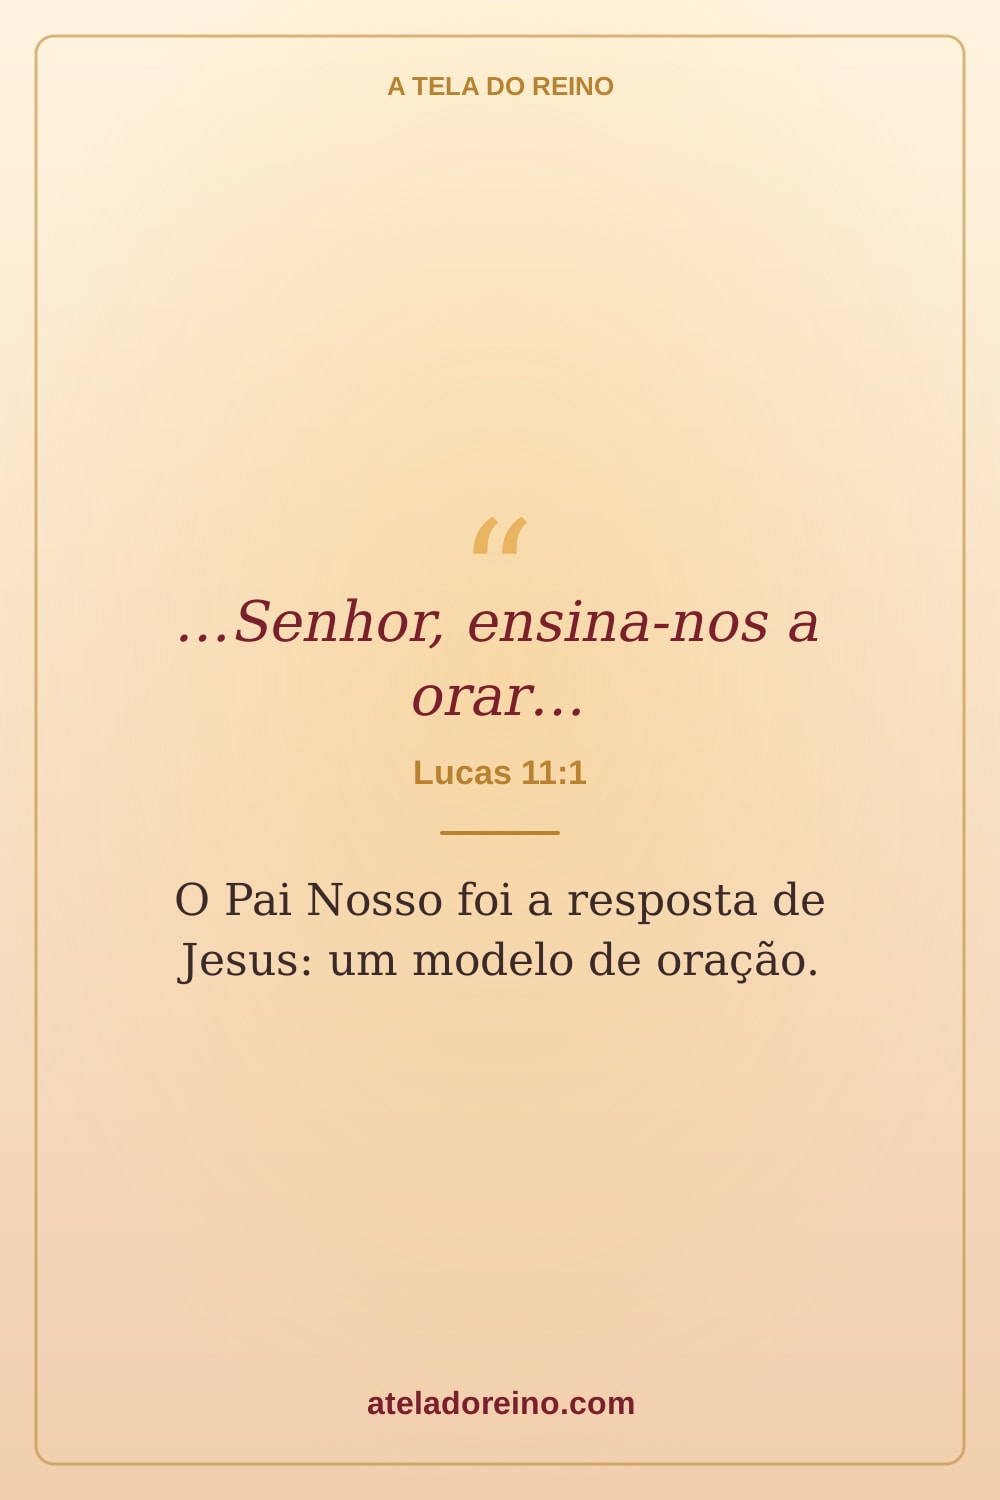 A TELA DO REINO
“
…Senhor, ensina-nos a
orar…
Lucas 11:1
O Pai Nosso foi a resposta de
Jesus: um modelo de oração.
ateladoreino.com